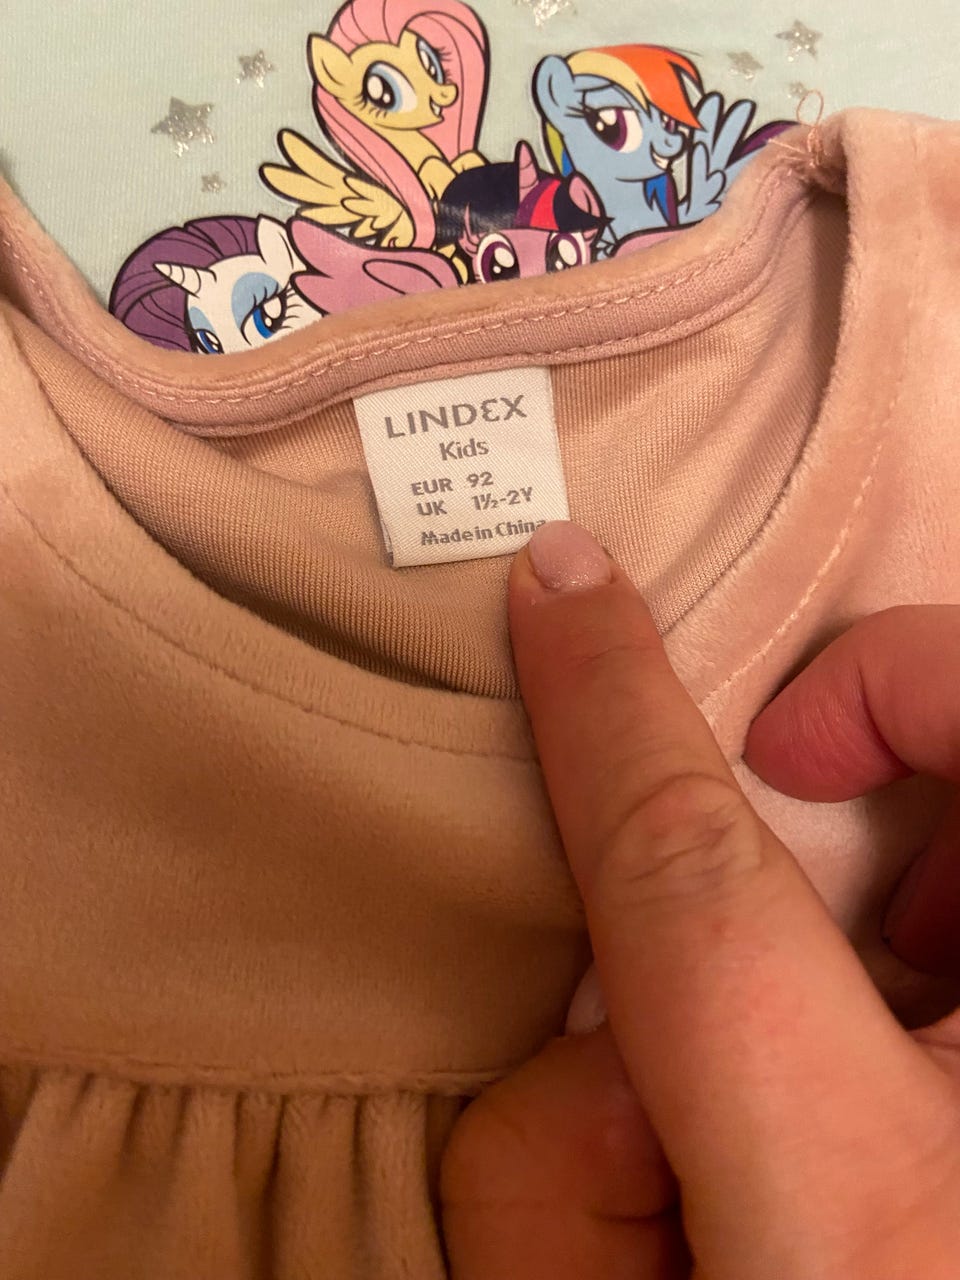 LINDEX
Kids
EUR 92
UK 1½-2Y
Made in China